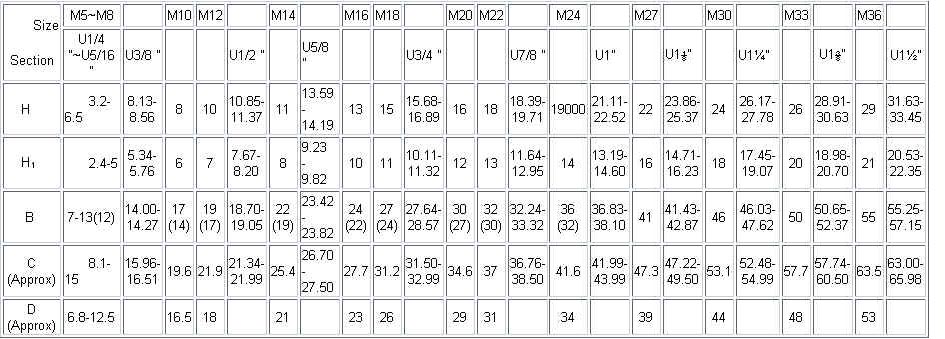 Size M5~M8 M10 M12 M14 M16 M18 M20 M22 M24 M27 M30 M33 M36
Section U1/4 "~U5/16 " U3/8 " U1/2 " U5/8 " U3/4 " U7/8 " U1" U1⅛" U1¼" U1⅜" U1½"
H 3.2-6.5 8.13-8.56 8 10 10.85-11.37 11 13.59-14.19 13 15 15.68-16.89 16 18 18.39-19.71 19000 21.11-22.52 22 23.86-25.37 24 26.17-27.78 26 28.91-30.63 29 31.63-33.45
H₁ 2.4-5 5.34-5.76 6 7 7.67-8.20 8 9.23-9.82 10 11 10.11-11.32 12 13 11.64-12.95 14 13.19-14.60 16 14.71-16.23 18 17.45-19.07 20 18.98-20.70 21 20.53-22.35
B 7-13(12) 14.00-14.27 17 (14) 19 (17) 18.70-19.05 22 (19) 23.42-23.82 24 (22) 27 (24) 27.64-28.57 30 (27) 32 (30) 32.24-33.32 36 (32) 36.83-38.10 41 41.43-42.87 46 46.03-47.62 50 50.65-52.37 55 55.25-57.15
C (Approx) 8.1-15 15.96-16.51 19.6 21.9 21.34-21.99 25.4 26.70-27.50 27.7 31.2 31.50-32.99 34.6 37 36.76-38.50 41.6 41.99-43.99 47.3 47.22-49.50 53.1 52.48-54.99 57.7 57.74-60.50 63.5 63.00-65.98
D (Approx) 6.8-12.5 16.5 18 21 23 26 29 31 34 39 44 48 53